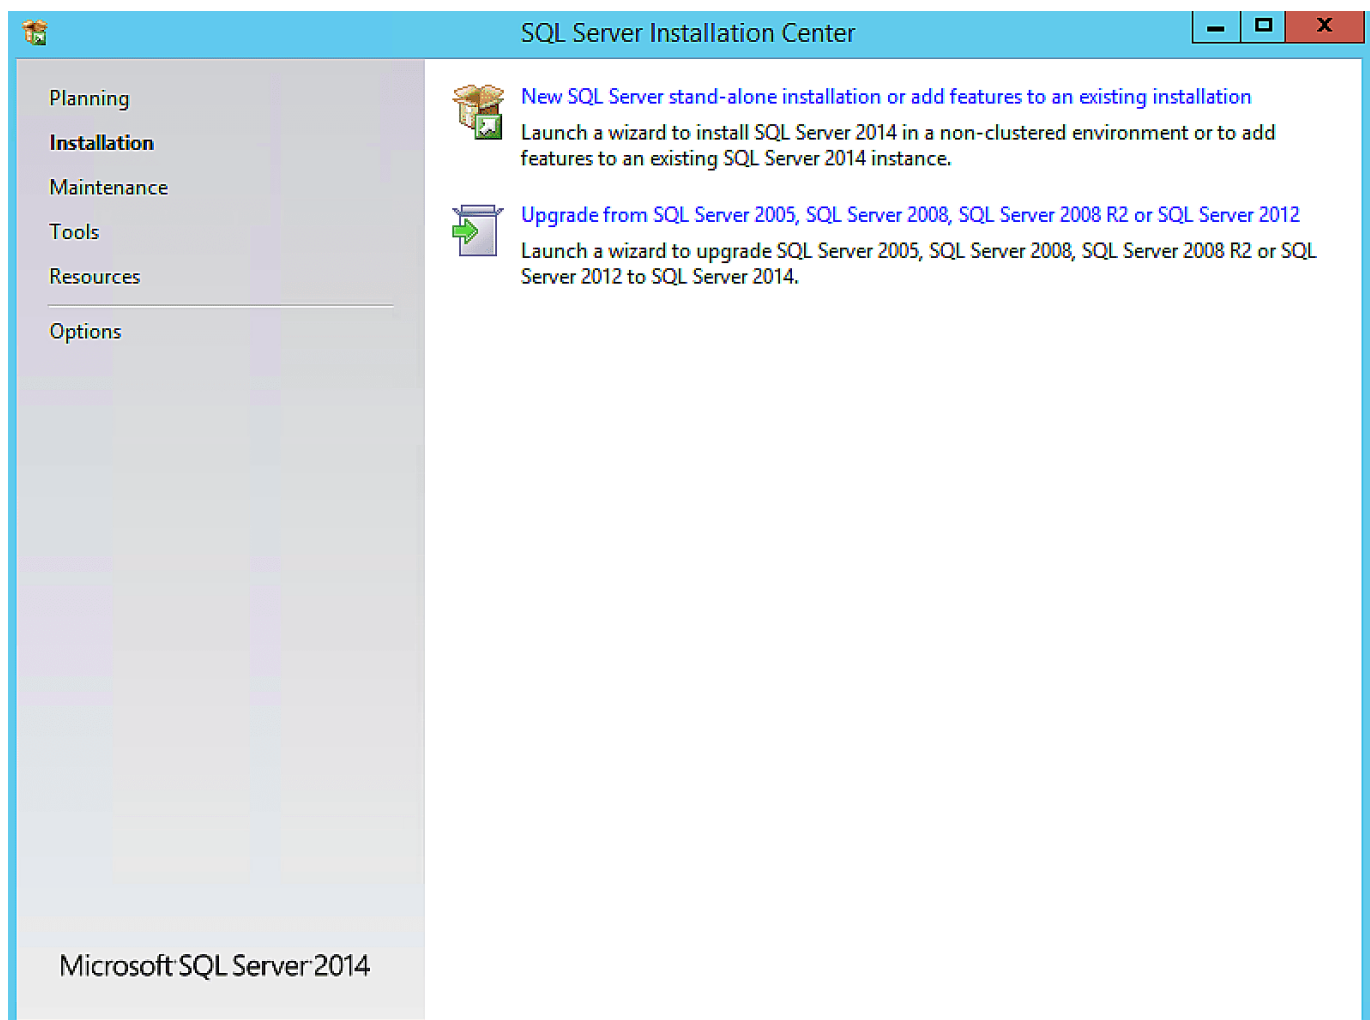 SQL Server Installation Center
Planning
Installation
Maintenance
Tools
Resources
Options
New SQL Server stand-alone installation or add features to an existing installation
Launch a wizard to install SQL Server 2014 in a non-clustered environment or to add
features to an existing SQL Server 2014 instance.
Upgrade from SQL Server 2005, SQL Server 2008, SQL Server 2008 R2 or SQL Server 2012
Launch a wizard to upgrade SQL Server 2005, SQL Server 2008, SQL Server 2008 R2 or SQL
Server 2012 to SQL Server 2014.
Microsoft SQL Server 2014